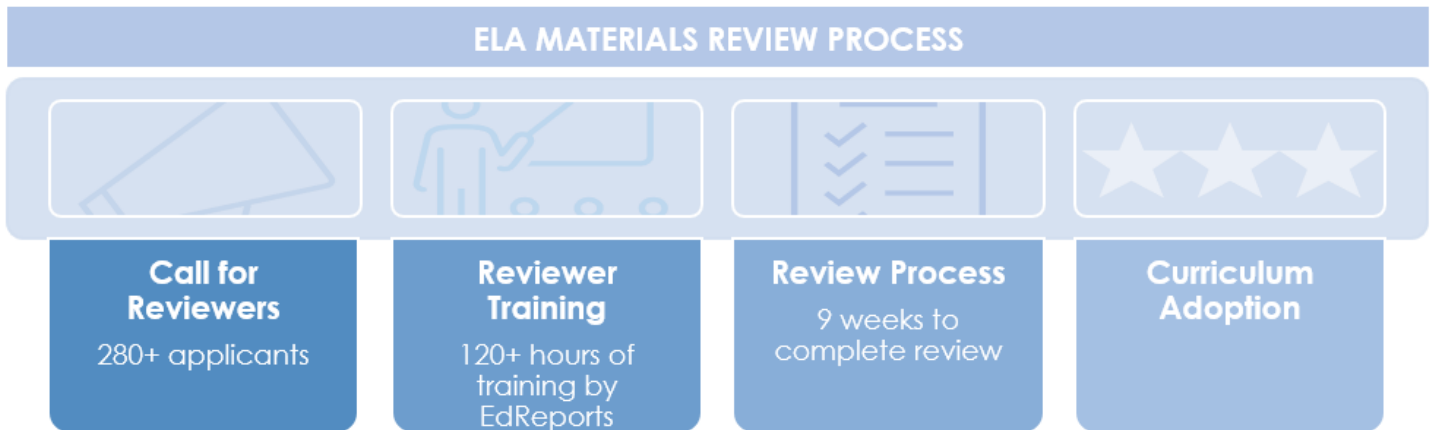 ELA MATERIALS REVIEW PROCESS
Call for
Reviewers
280+ applicants
Reviewer
Training
120+ hours of
training by
EdReports
Review Process
9 weeks to
complete review
Curriculum
Adoption